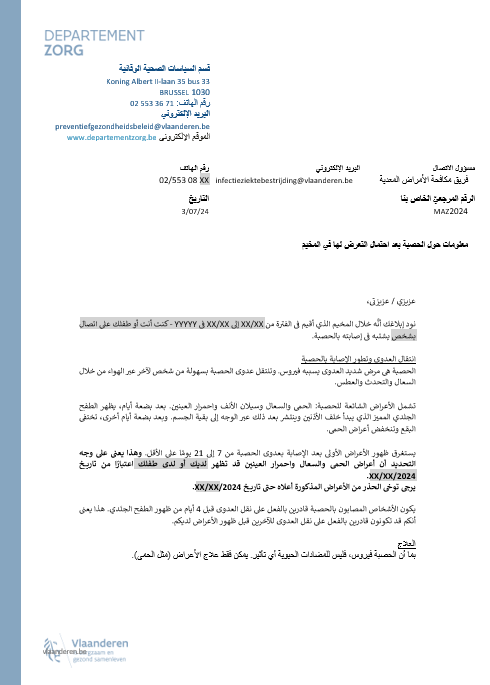 DEPARTEMENT
ZORG
قسم السياسات الصحية الوقائية
Koning Albert II-laan 35 bus 33
BRUSSEL 1030
رقم الهاتف: 02 553 36 71
البريد الإلكتروني
preventiefgezondheidsbeleid@vlaanderen.be
الموقع الإلكتروني www.departementzorg.be
مسؤول الاتصال البريد الإلكتروني رقم الهاتف
فريق مكافحة الأمراض المعدية infectieziektebestrijding@vlaanderen.be 02/553 08 XX
الرقم المرجعيّ الخاص بنا التاريخ
MAZ2024 3/07/24
معلومات حول الحصبة بعد احتمال التعرض لها في المخيم
عزيزي / عزيزتي،
نود إبلاغك أنّه خلال المخيم الذي أقيم في الفترة من XX/XX إلى XX/XX في YYYYY - كنت أنت أو طفلك على اتصال
بشخص يشتبه في إصابته بالحصبة.
انتقال العدوى وتطور الإصابة بالحصبة
الحصبة هي مرض شديد العدوى يسببه فيروس. وتنتقل عدوى الحصبة بسهولة من شخص لآخر عبر الهواء من خلال
السعال والتحدث والعطس.
تشمل الأعراض الشائعة للحصبة: الحمى والسعال وسيلان الأنف واحمرار العينين. وبعد بضعة أيام، يظهر الطفح
الجلدي المميز الذي يبدأ خلف الأذنين وينتشر بعد ذلك عبر الوجه إلى بقية الجسم. وبعد بضعة أيام أخرى، تختفي
البقع وتنخفض أعراض الحمى.
يستغرق ظهور الأعراض الأولى بعد الإصابة بعدوى الحصبة من 7 إلى 21 يومًا على الأقل. وهذا يعني على وجه
التحديد أن أعراض الحمى والسعال واحمرار العينين قد تظهر لديك أو لدى طفلك اعتبارًا من تاريخ
XX/XX/2024.
يرجى توخي الحذر من الأعراض المذكورة أعلاه حتى تاريخ XX/XX/2024.
يكون الأشخاص المصابون بالحصبة قادرين بالفعل على نقل العدوى قبل 4 أيام من ظهور الطفح الجلدي. هذا يعني
أنكم قد تكونون قادرين بالفعل على نقل العدوى للآخرين قبل ظهور الأعراض لديكم.
العلاج
بما أن الحصبة فيروس، فليس للمضادات الحيوية أي تأثير. يمكن فقط علاج الأعراض (مثل الحمى).
Vlaanderen
vlaanderen.be
gezond samenleven